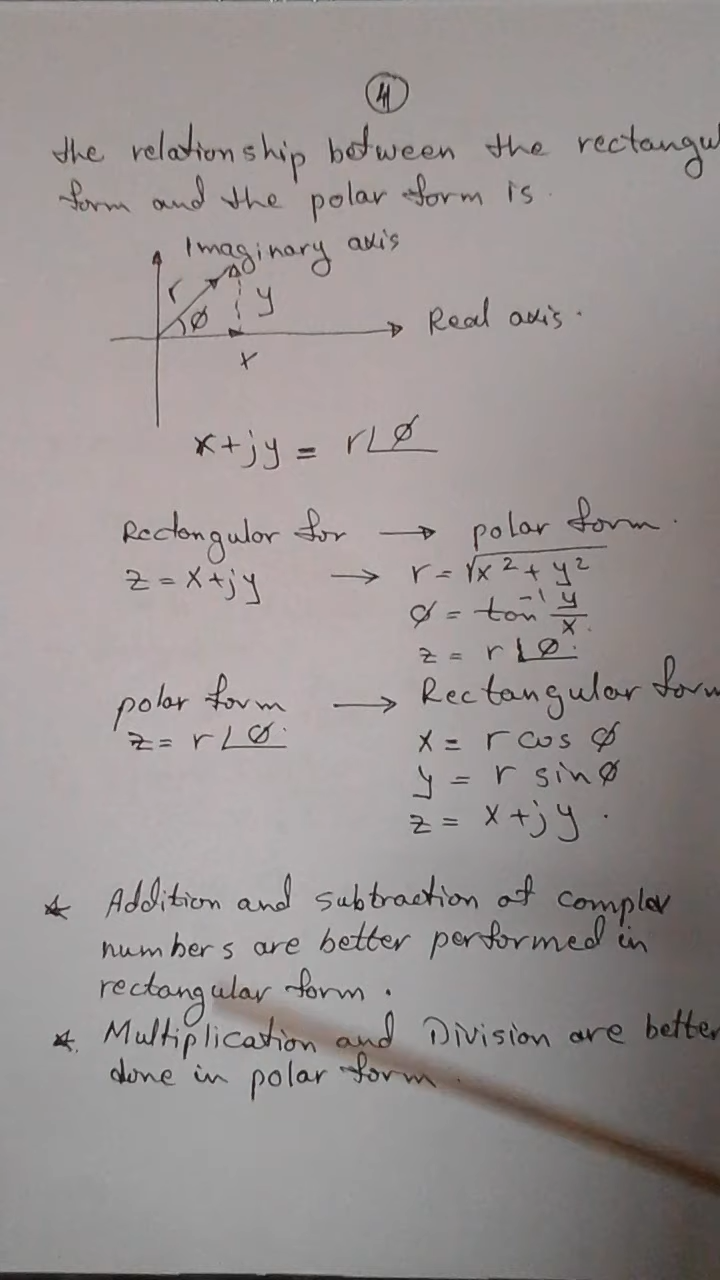 4
the relationship between the rectangul
form and the polar form is.
Imaginary axis
r
y
ø
Real axis.
x
x+jy = r∠ø
Rectangular for → polar form.
z = x+jy → r = √x² + y²
ø = tan⁻¹ y/x.
z = r∠ø.
polar form → Rectangular form
z = r∠ø. x = r cos ø
y = r sin ø
z = x+jy.
* Addition and subtraction of complex
numbers are better performed in
rectangular form.
* Multiplication and Division are better
done in polar form.